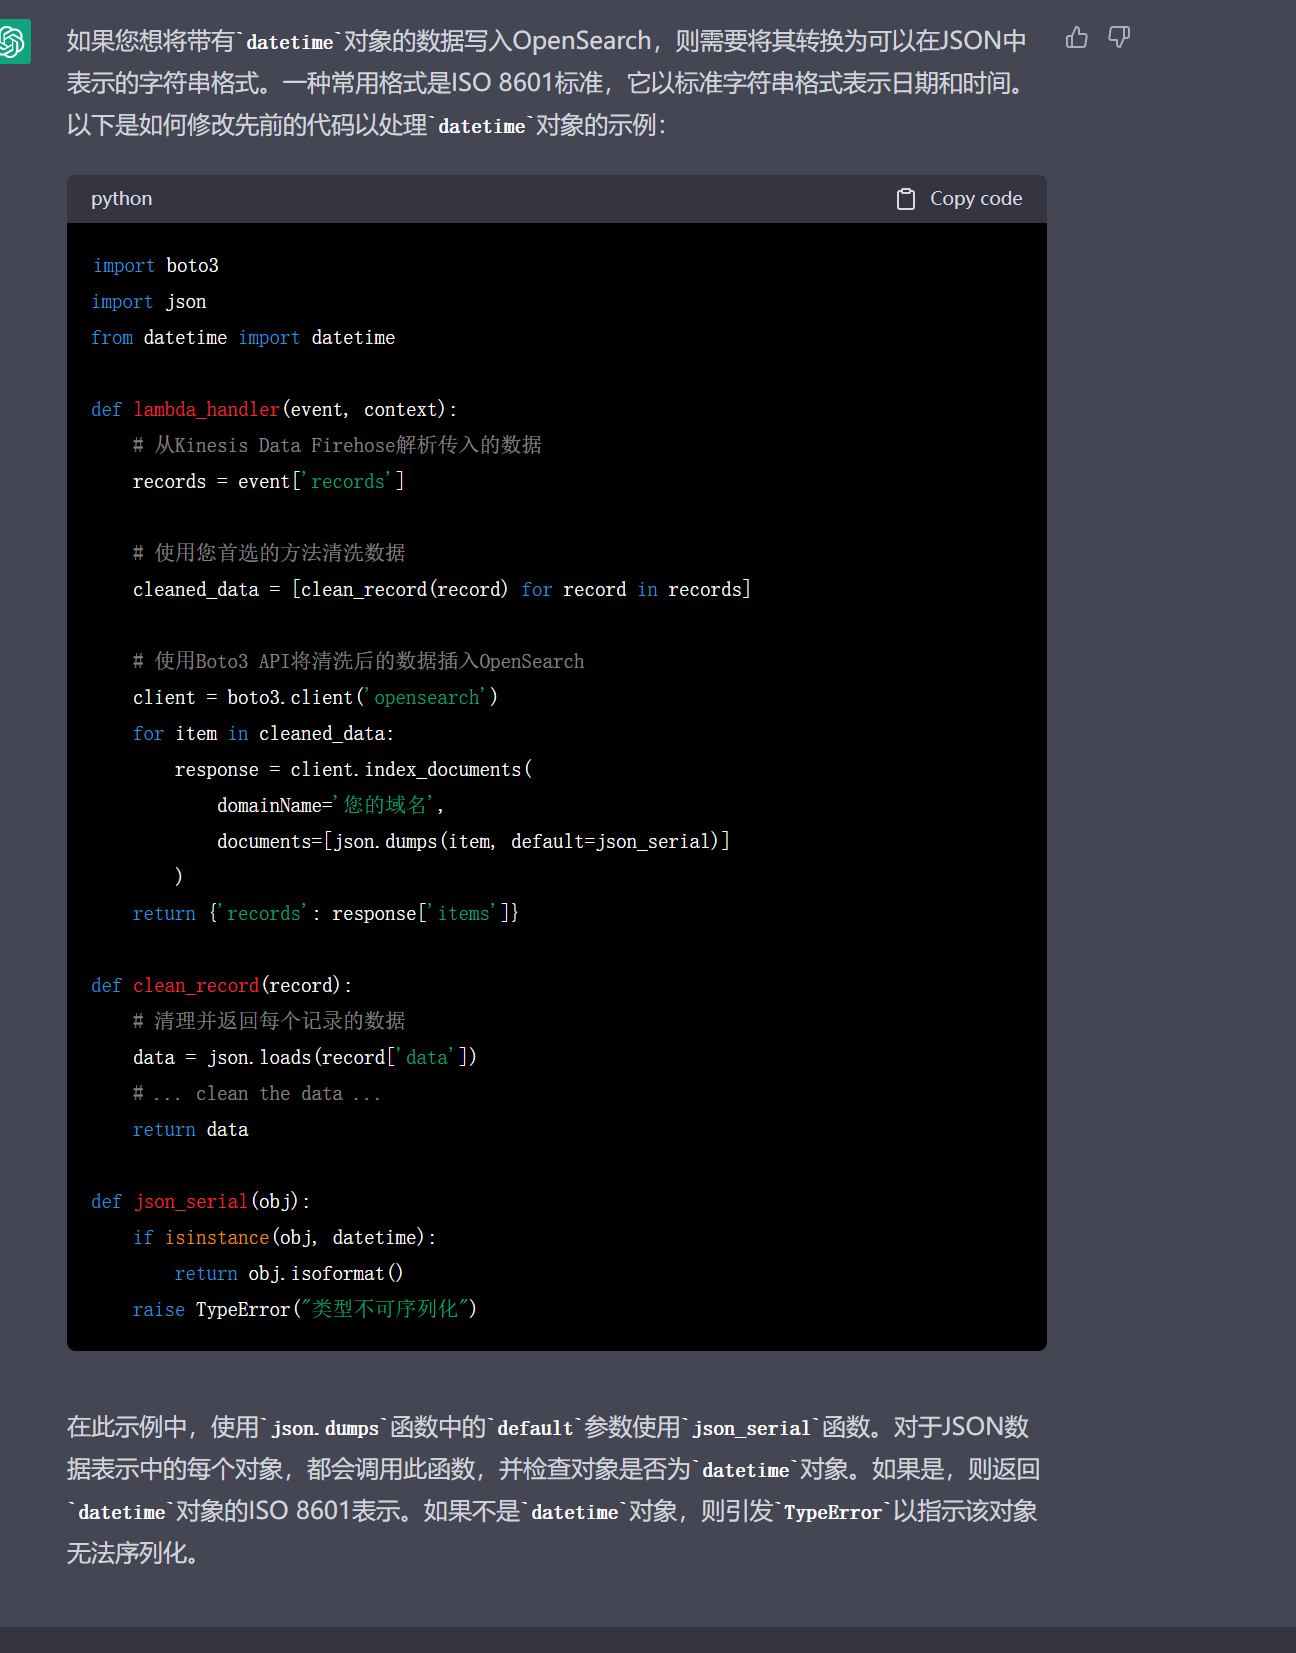 如果您想将带有`datetime`对象的数据写入OpenSearch，则需要将其转换为可以在JSON中
表示的字符串格式。一种常用格式是ISO 8601标准，它以标准字符串格式表示日期和时间。
以下是如何修改先前的代码以处理`datetime`对象的示例：
python Copy code
import boto3
import json
from datetime import datetime
def lambda_handler(event, context):
    # 从Kinesis Data Firehose解析传入的数据
    records = event['records']
    # 使用您首选的方法清洗数据
    cleaned_data = [clean_record(record) for record in records]
    # 使用Boto3 API将清洗后的数据插入OpenSearch
    client = boto3.client('opensearch')
    for item in cleaned_data:
        response = client.index_documents(
            domainName='您的域名',
            documents=[json.dumps(item, default=json_serial)]
        )
    return {'records': response['items']}
def clean_record(record):
    # 清理并返回每个记录的数据
    data = json.loads(record['data'])
    # ... clean the data ...
    return data
def json_serial(obj):
    if isinstance(obj, datetime):
        return obj.isoformat()
    raise TypeError("类型不可序列化")
在此示例中，使用`json.dumps`函数中的`default`参数使用`json_serial`函数。对于JSON数
据表示中的每个对象，都会调用此函数，并检查对象是否为`datetime`对象。如果是，则返回
`datetime`对象的ISO 8601表示。如果不是`datetime`对象，则引发`TypeError`以指示该对象
无法序列化。